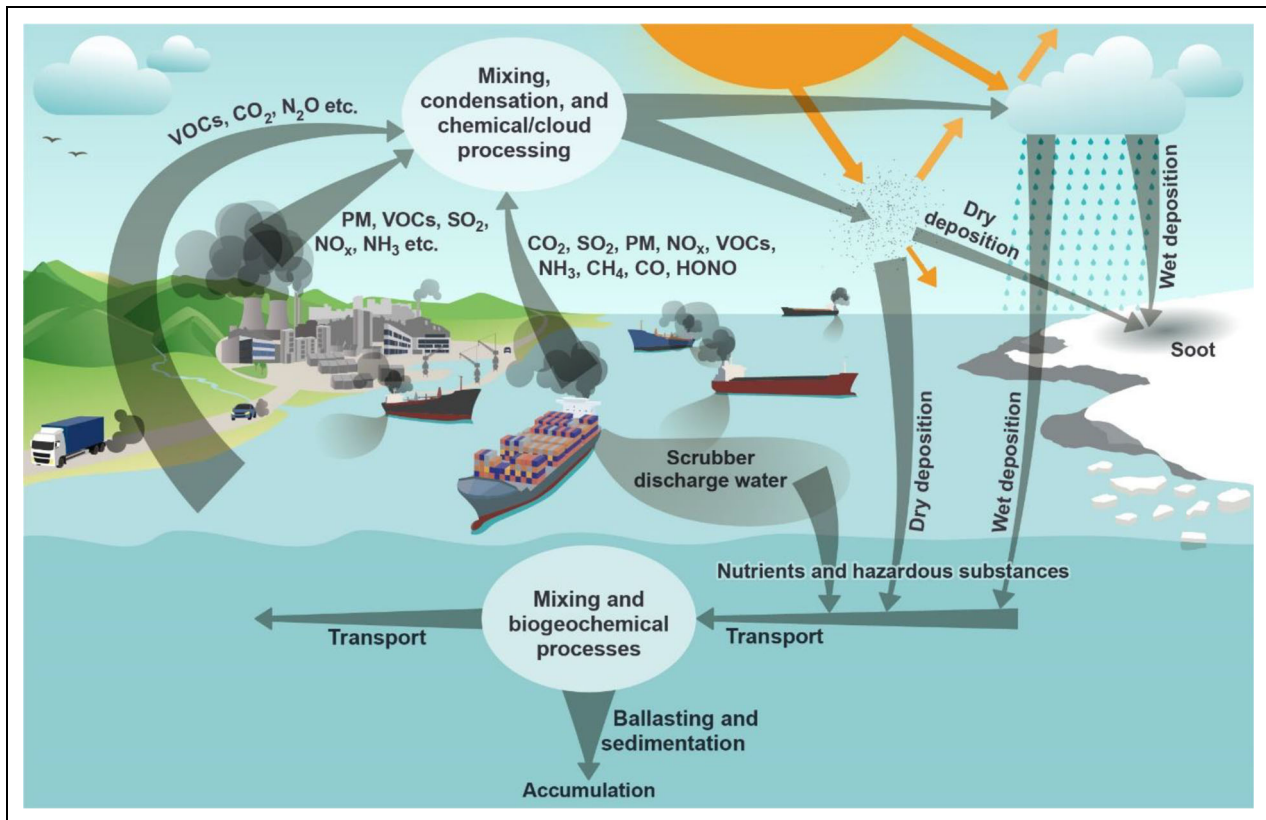 Mixing,
condensation, and
chemical/cloud
processing
VOCs, CO₂, N₂O etc.
PM, VOCs, SO₂,
NOₓ, NH₃ etc.
CO₂, SO₂, PM, NOₓ, VOCs,
NH₃, CH₄, CO, HONO
Dry
deposition
Wet deposition
Soot
Scrubber
discharge water
Dry deposition
Wet deposition
Nutrients and hazardous substances
Mixing and
biogeochemical
processes
Transport
Transport
Ballasting and
sedimentation
Accumulation